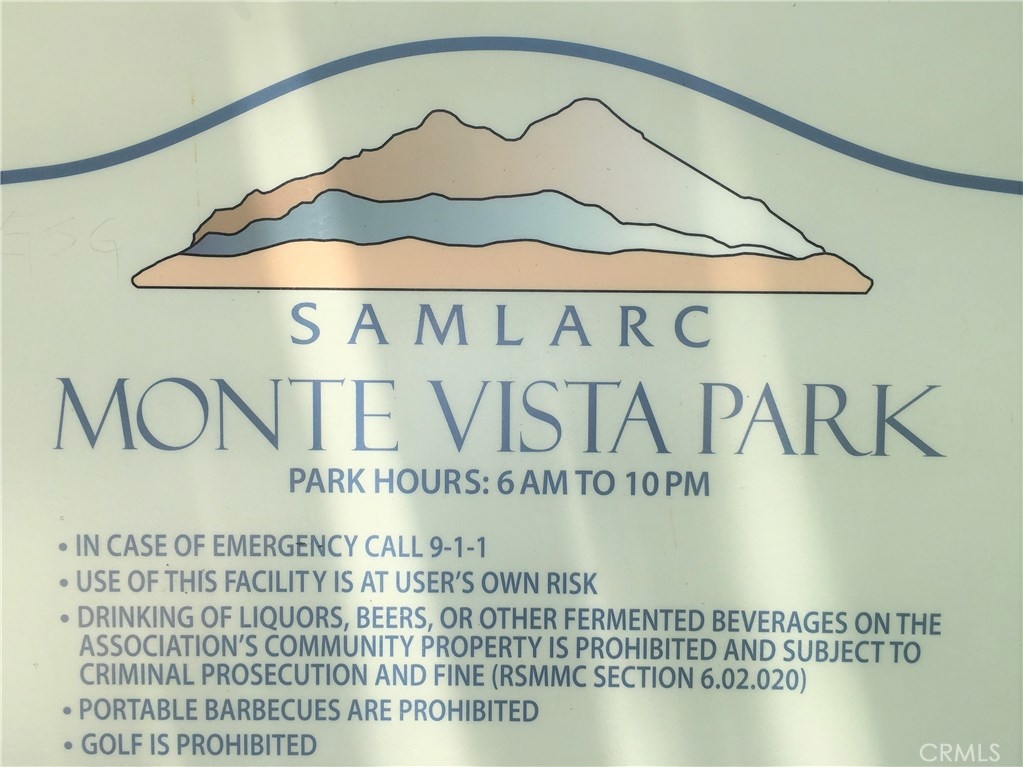 SAMLARC
MONTE VISTA PARK
PARK HOURS: 6 AM TO 10 PM
• IN CASE OF EMERGENCY CALL 9-1-1
• USE OF THIS FACILITY IS AT USER'S OWN RISK
• DRINKING OF LIQUORS, BEERS, OR OTHER FERMENTED BEVERAGES ON THE
ASSOCIATION'S COMMUNITY PROPERTY IS PROHIBITED AND SUBJECT TO
CRIMINAL PROSECUTION AND FINE (RSMMC SECTION 6.02.020)
• PORTABLE BARBECUES ARE PROHIBITED
• GOLF IS PROHIBITED
CRMLS